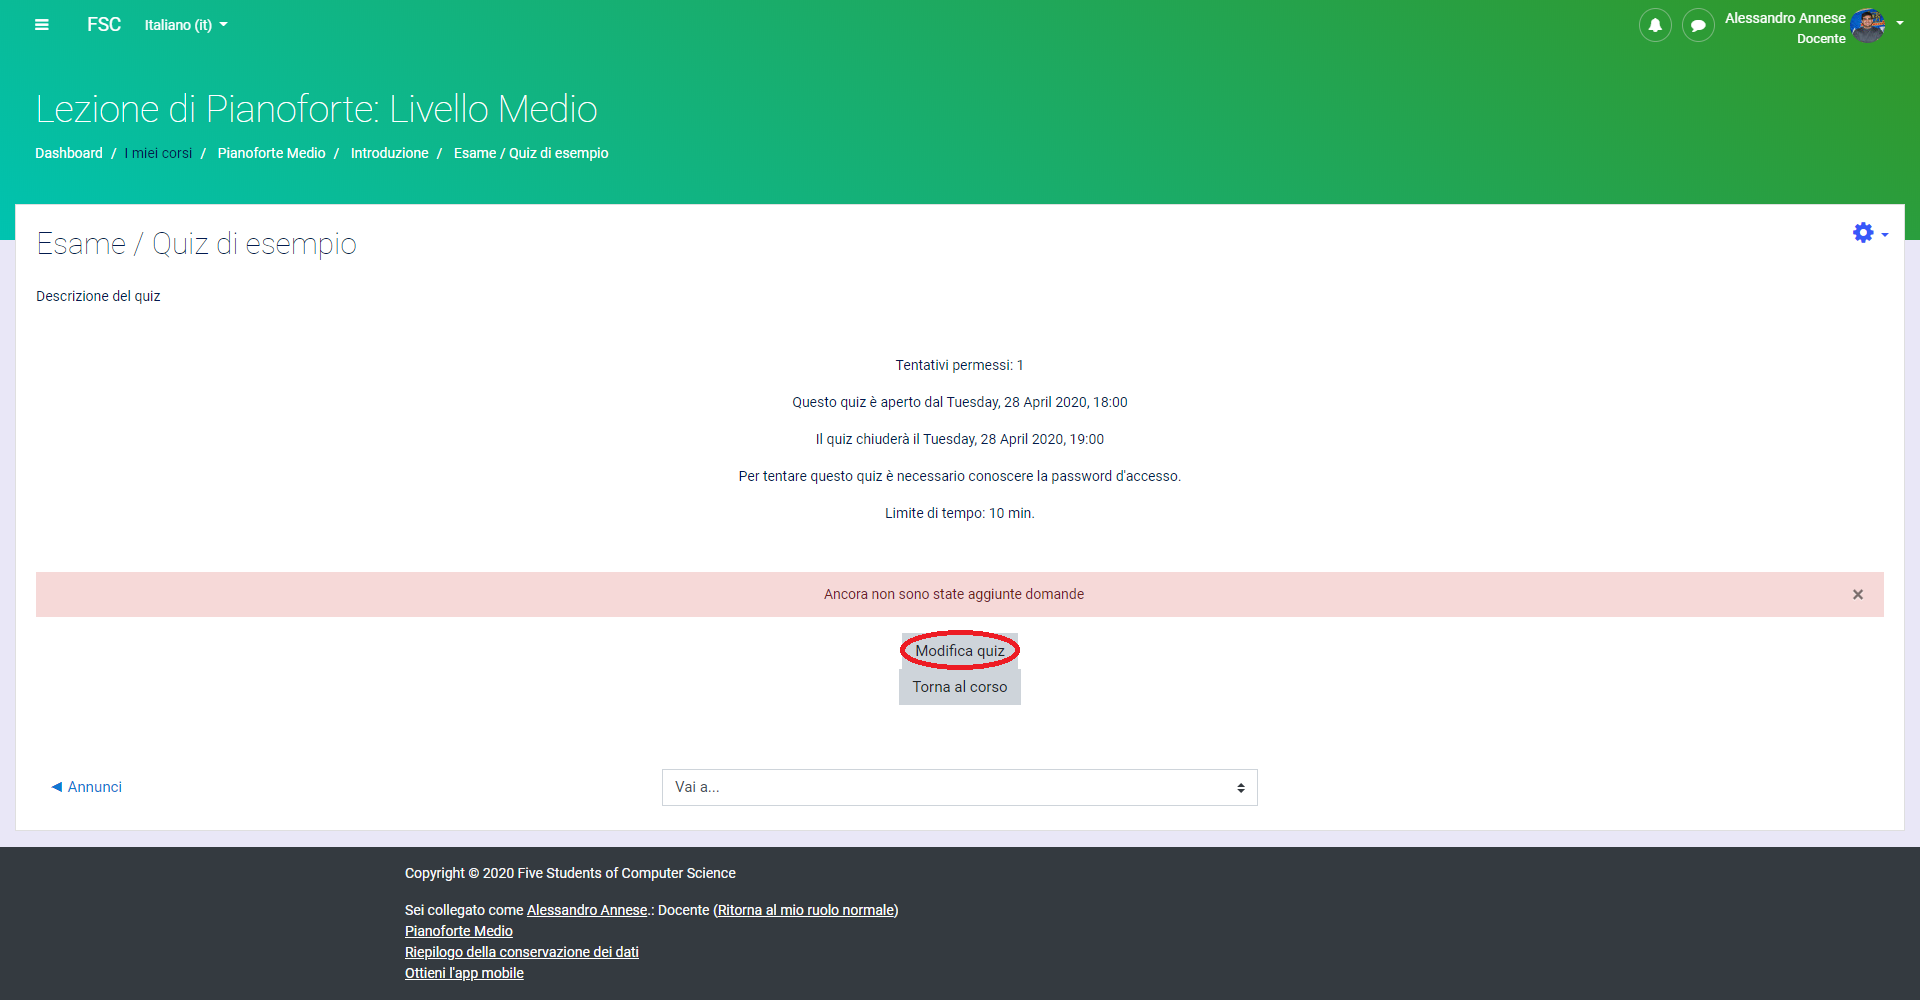 FSC
Italiano (it)
Alessandro Annese
Docente
Lezione di Pianoforte: Livello Medio
Dashboard / I miei corsi / Pianoforte Medio / Introduzione / Esame / Quiz di esempio
Esame / Quiz di esempio
Descrizione del quiz
Tentativi permessi: 1
Questo quiz è aperto dal Tuesday, 28 April 2020, 18:00
Il quiz chiuderà il Tuesday, 28 April 2020, 19:00
Per tentare questo quiz è necessario conoscere la password d'accesso.
Limite di tempo: 10 min.
Ancora non sono state aggiunte domande ×
Modifica quiz
Torna al corso
◄ Annunci
Vai a...
Copyright © 2020 Five Students of Computer Science
Sei collegato come Alessandro Annese.: Docente (Ritorna al mio ruolo normale)
Pianoforte Medio
Riepilogo della conservazione dei dati
Ottieni l'app mobile